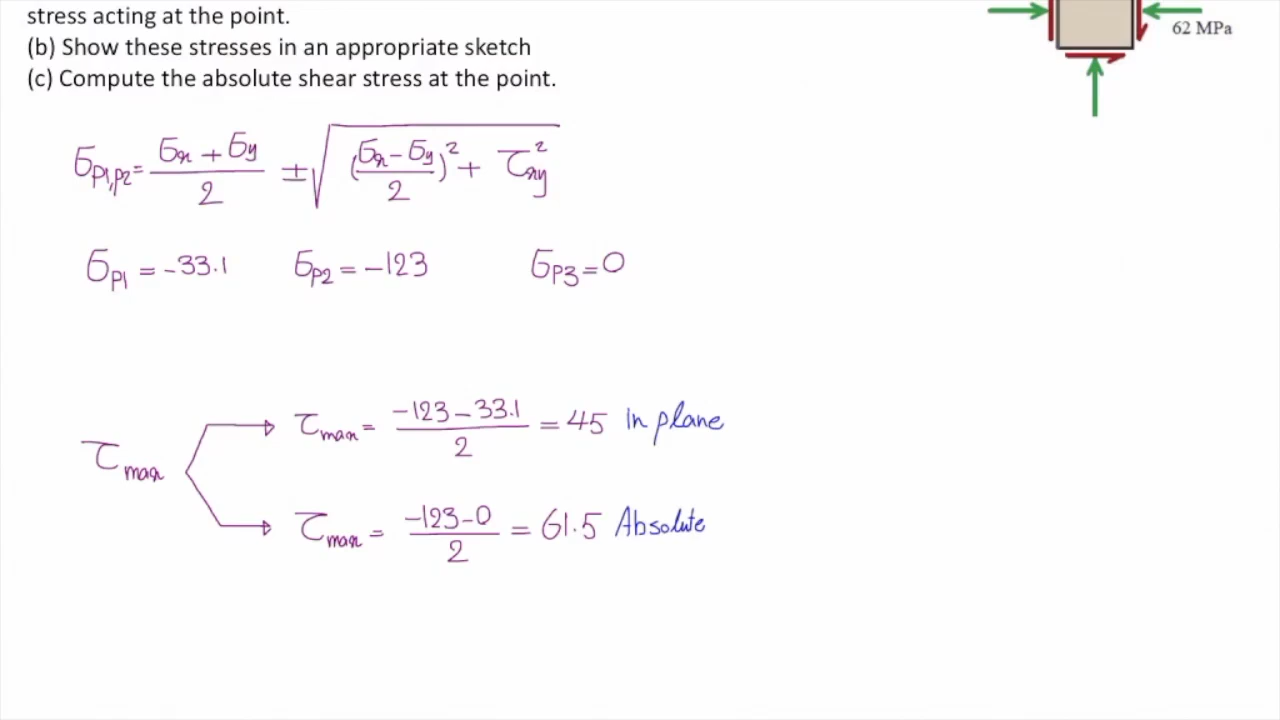 stress acting at the point.
62 MPa
(b) Show these stresses in an appropriate sketch
(c) Compute the absolute shear stress at the point.
σp1,p2 = (σx + σy)/2 ± √(((σx - σy)/2)² + τxy²)
σp1 = -33.1 σp2 = -123 σp3 = 0
τmax = (-123 - 33.1)/2 = 45 In plane
τmax
τmax = (-123 - 0)/2 = 61.5 Absolute